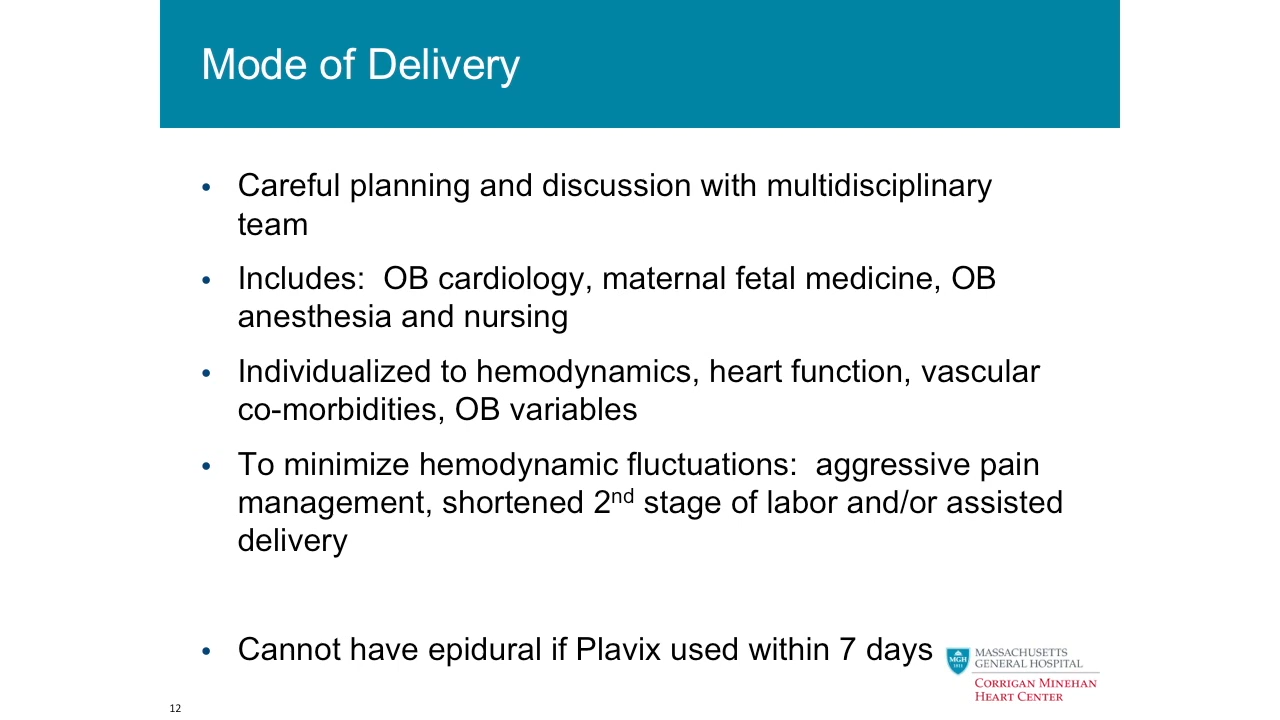 Mode of Delivery
• Careful planning and discussion with multidisciplinary
team
• Includes:  OB cardiology, maternal fetal medicine, OB
anesthesia and nursing
• Individualized to hemodynamics, heart function, vascular
co-morbidities, OB variables
• To minimize hemodynamic fluctuations:  aggressive pain
management, shortened 2nd stage of labor and/or assisted
delivery
• Cannot have epidural if Plavix used within 7 days
MGH
1811
MASSACHUSETTS
GENERAL HOSPITAL
CORRIGAN MINEHAN
HEART CENTER
12